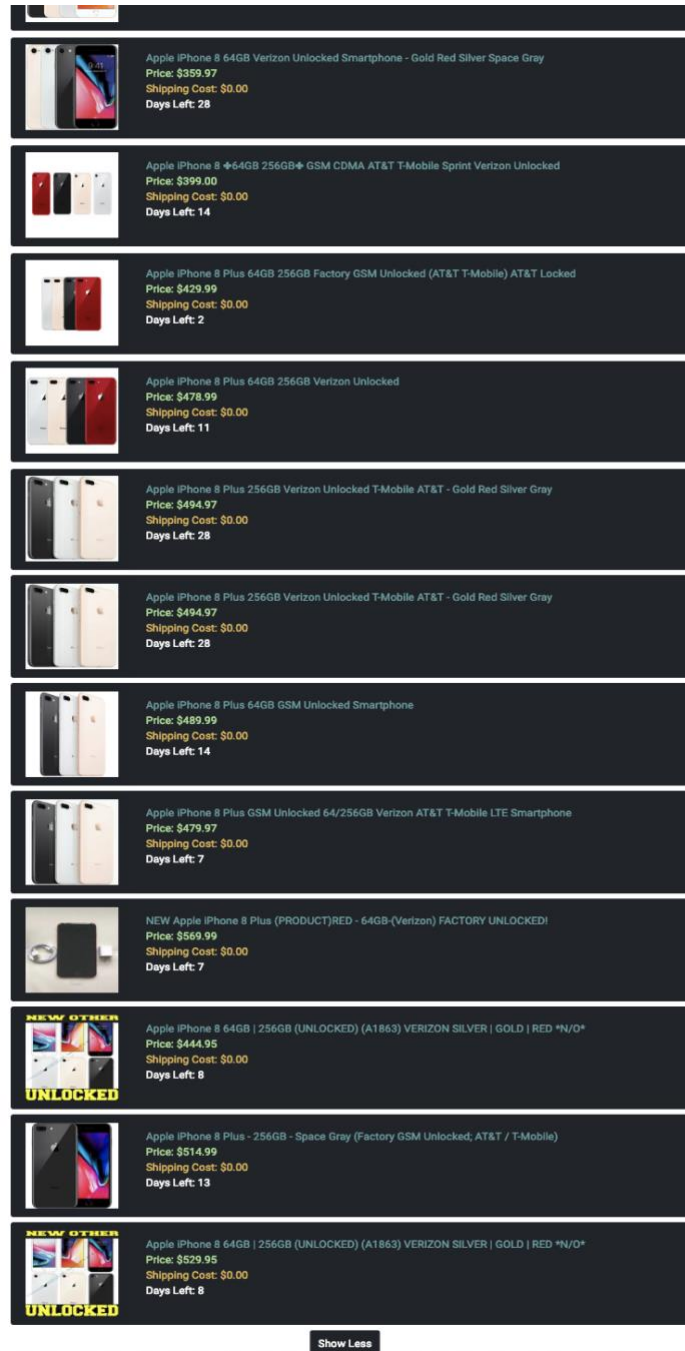 Apple iPhone 8 64GB Verizon Unlocked Smartphone - Gold Red Silver Space Gray
Price: $359.97
Shipping Cost: $0.00
Days Left: 28
Apple iPhone 8 ✤64GB 256GB✤ GSM CDMA AT&T T-Mobile Sprint Verizon Unlocked
Price: $399.00
Shipping Cost: $0.00
Days Left: 14
Apple iPhone 8 Plus 64GB 256GB Factory GSM Unlocked (AT&T T-Mobile) AT&T Locked
Price: $429.99
Shipping Cost: $0.00
Days Left: 2
Apple iPhone 8 Plus 64GB 256GB Verizon Unlocked
Price: $478.99
Shipping Cost: $0.00
Days Left: 11
Apple iPhone 8 Plus 256GB Verizon Unlocked T-Mobile AT&T - Gold Red Silver Gray
Price: $494.97
Shipping Cost: $0.00
Days Left: 28
Apple iPhone 8 Plus 256GB Verizon Unlocked T-Mobile AT&T - Gold Red Silver Gray
Price: $494.97
Shipping Cost: $0.00
Days Left: 28
Apple iPhone 8 Plus 64GB GSM Unlocked Smartphone
Price: $489.99
Shipping Cost: $0.00
Days Left: 14
Apple iPhone 8 Plus GSM Unlocked 64/256GB Verizon AT&T T-Mobile LTE Smartphone
Price: $479.97
Shipping Cost: $0.00
Days Left: 7
NEW Apple iPhone 8 Plus (PRODUCT)RED - 64GB-(Verizon) FACTORY UNLOCKED!
Price: $569.99
Shipping Cost: $0.00
Days Left: 7
NEW OTHER
UNLOCKED
Apple iPhone 8 64GB | 256GB (UNLOCKED) (A1863) VERIZON SILVER | GOLD | RED *N/O*
Price: $444.95
Shipping Cost: $0.00
Days Left: 8
Apple iPhone 8 Plus - 256GB - Space Gray (Factory GSM Unlocked; AT&T / T-Mobile)
Price: $514.99
Shipping Cost: $0.00
Days Left: 13
NEW OTHER
UNLOCKED
Apple iPhone 8 64GB | 256GB (UNLOCKED) (A1863) VERIZON SILVER | GOLD | RED *N/O*
Price: $529.95
Shipping Cost: $0.00
Days Left: 8
Show Less